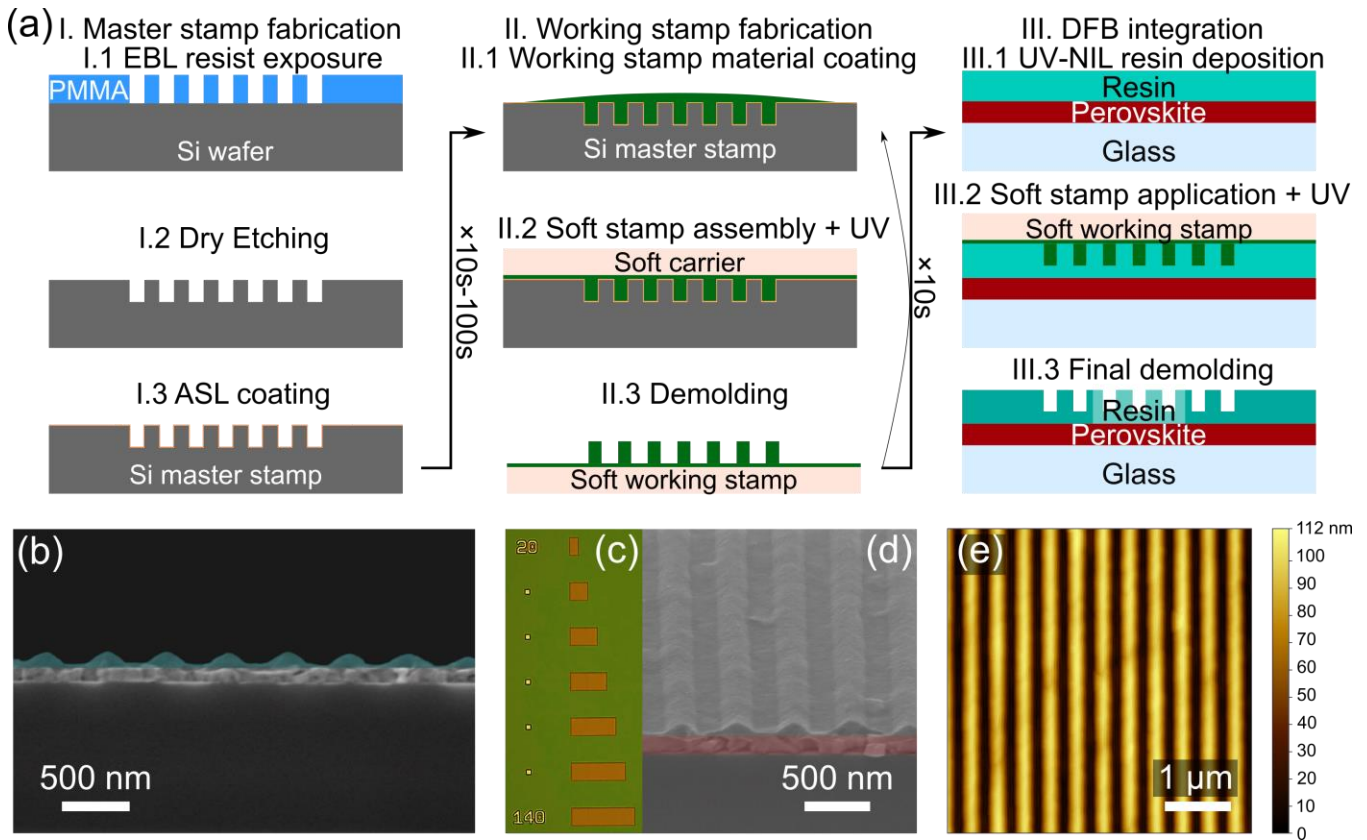 (a)
I. Master stamp fabrication
I.1 EBL resist exposure
PMMA
Si wafer
I.2 Dry Etching
I.3 ASL coating
Si master stamp
×10s-100s
II. Working stamp fabrication
II.1 Working stamp material coating
Si master stamp
II.2 Soft stamp assembly + UV
Soft carrier
II.3 Demolding
Soft working stamp
×10s
III. DFB integration
III.1 UV-NIL resin deposition
Resin
Perovskite
Glass
III.2 Soft stamp application + UV
Soft working stamp
III.3 Final demolding
Resin
Perovskite
Glass
(b)
500 nm
(c)
20
140
(d)
500 nm
(e)
1 µm
112 nm
100
90
80
70
60
50
40
30
20
10
0